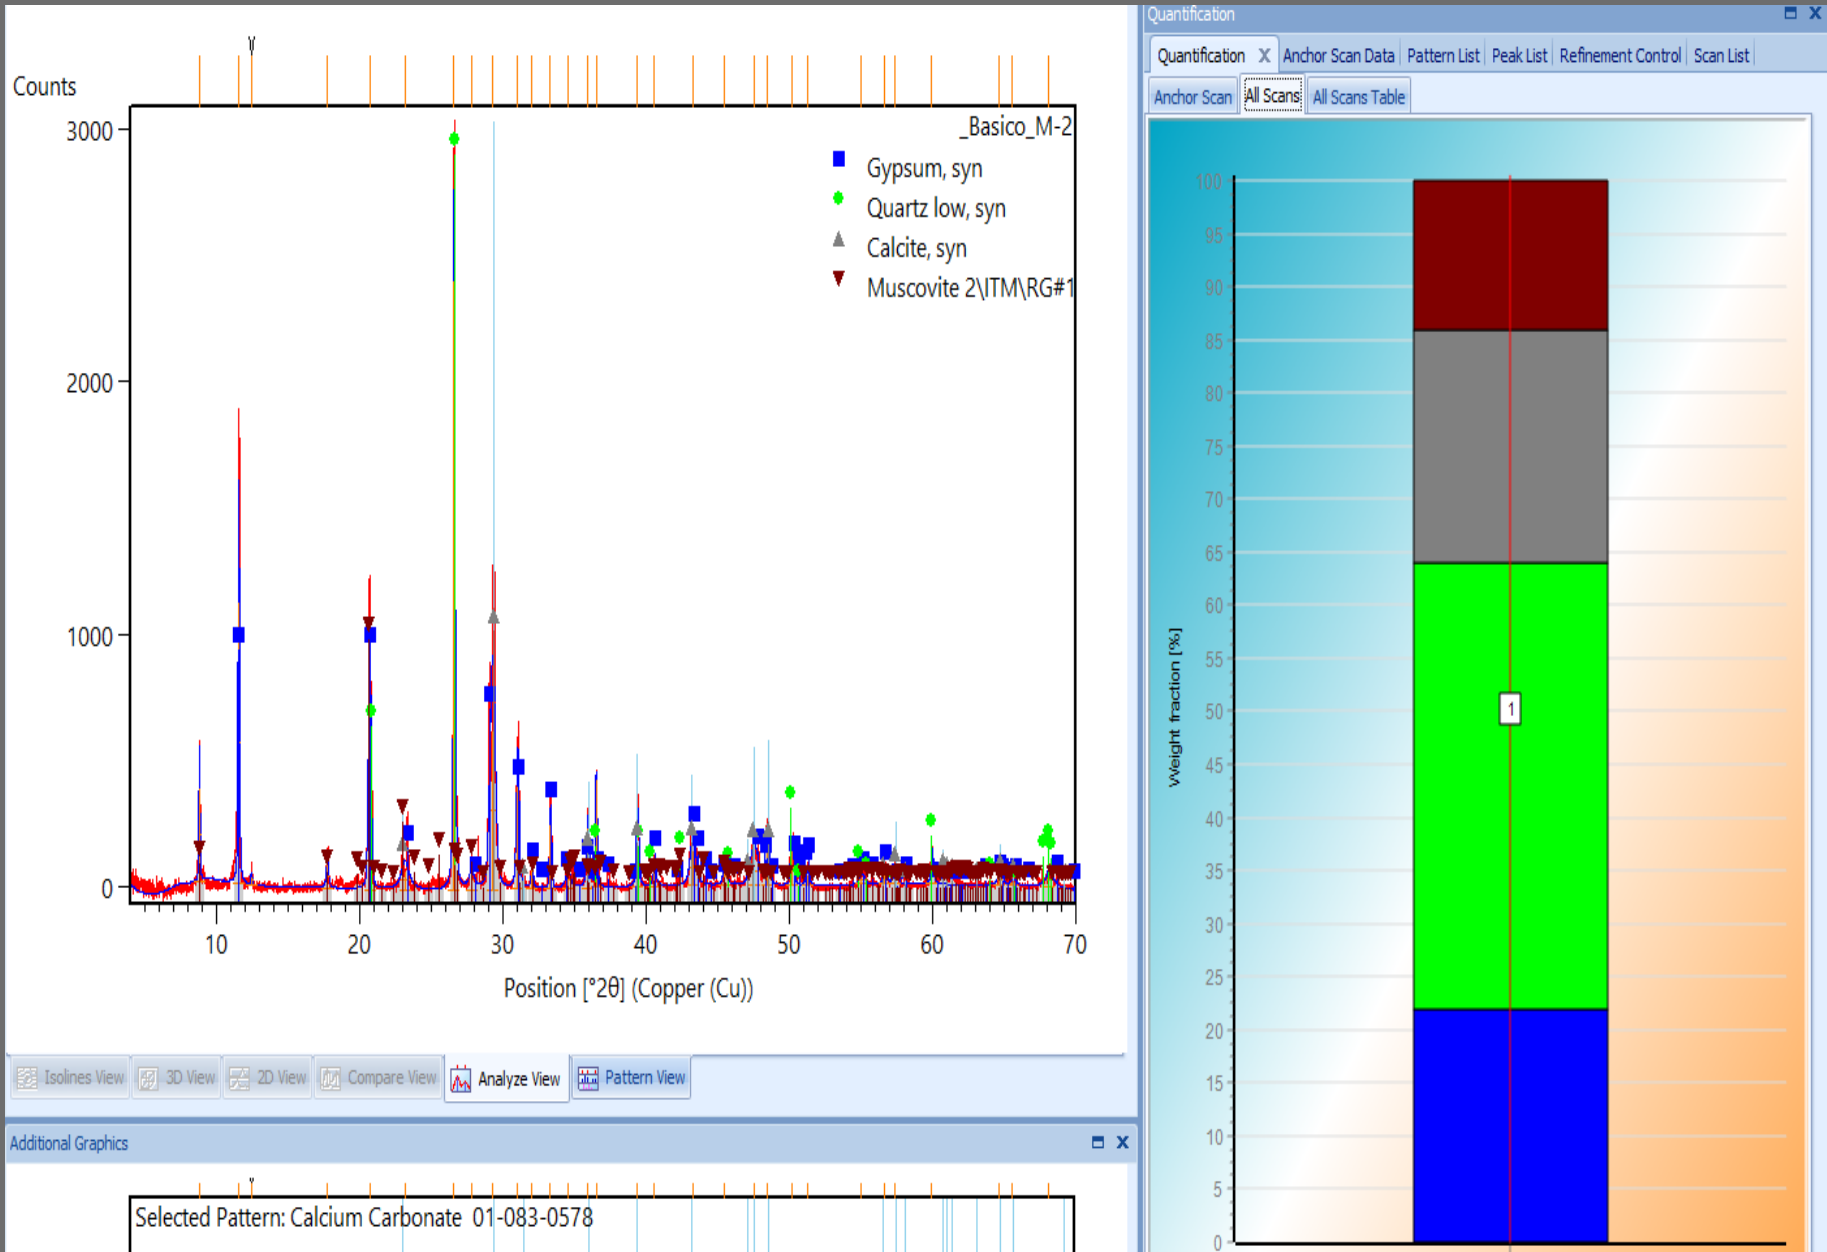 Counts
3000
2000
1000
0
10 20 30 40 50 60 70
Position [°2θ] (Copper (Cu))
_Basico_M-2
Gypsum, syn
Quartz low, syn
Calcite, syn
Muscovite 2\ITM\RG#1
Isolines View 3D View 2D View Compare View Analyze View Pattern View
Additional Graphics
Selected Pattern: Calcium Carbonate 01-083-0578
Quantification
Quantification X Anchor Scan Data Pattern List Peak List Refinement Control Scan List
Anchor Scan All Scans All Scans Table
Weight fraction [%]
100
95
90
85
80
75
70
65
60
55
50
45
40
35
30
25
20
15
10
5
0
1